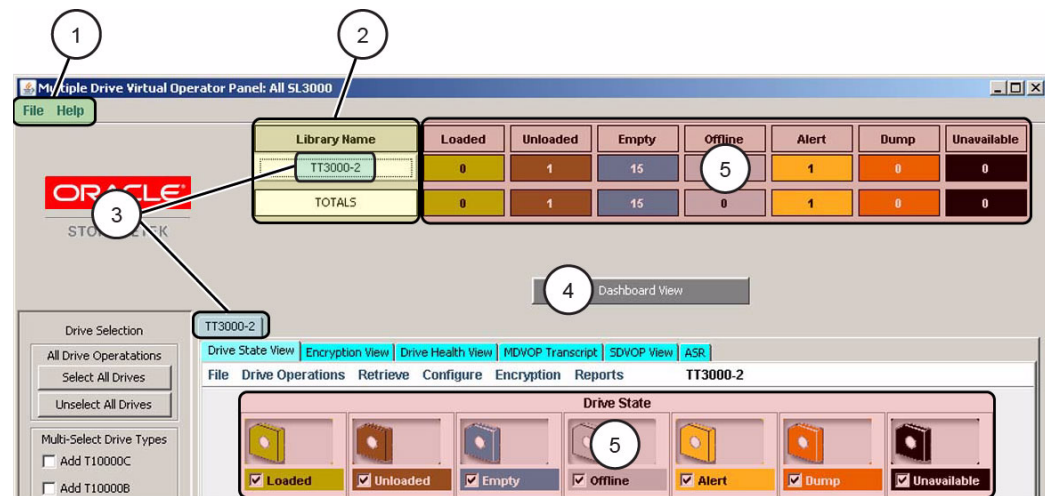 1
2
Multiple Drive Virtual Operator Panel: All SL3000
File Help
Library Name Loaded Unloaded Empty Offline Alert Dump Unavailable
TT3000-2 0 1 15 5 1 0 0
TOTALS 0 1 15 0 1 0 0
ORACLE
3
4 Dashboard View
TT3000-2
Drive Selection
Drive State View Encryption View Drive Health View MDVOP Transcript SDVOP View ASR
All Drive Operatations
File Drive Operations Retrieve Configure Encryption Reports TT3000-2
Select All Drives
Unselect All Drives
Drive State
Multi-Select Drive Types
5
Add T10000C
Loaded Unloaded Empty Offline Alert Dump Unavailable
Add T10000B